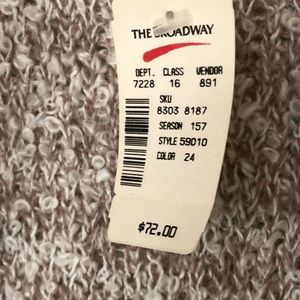 THE BROADWAY
DEPT. CLASS VENDOR
7228 16 891
SKU
8303 8187
SEASON 157
STYLE 59010
COLOR 24
$72.00